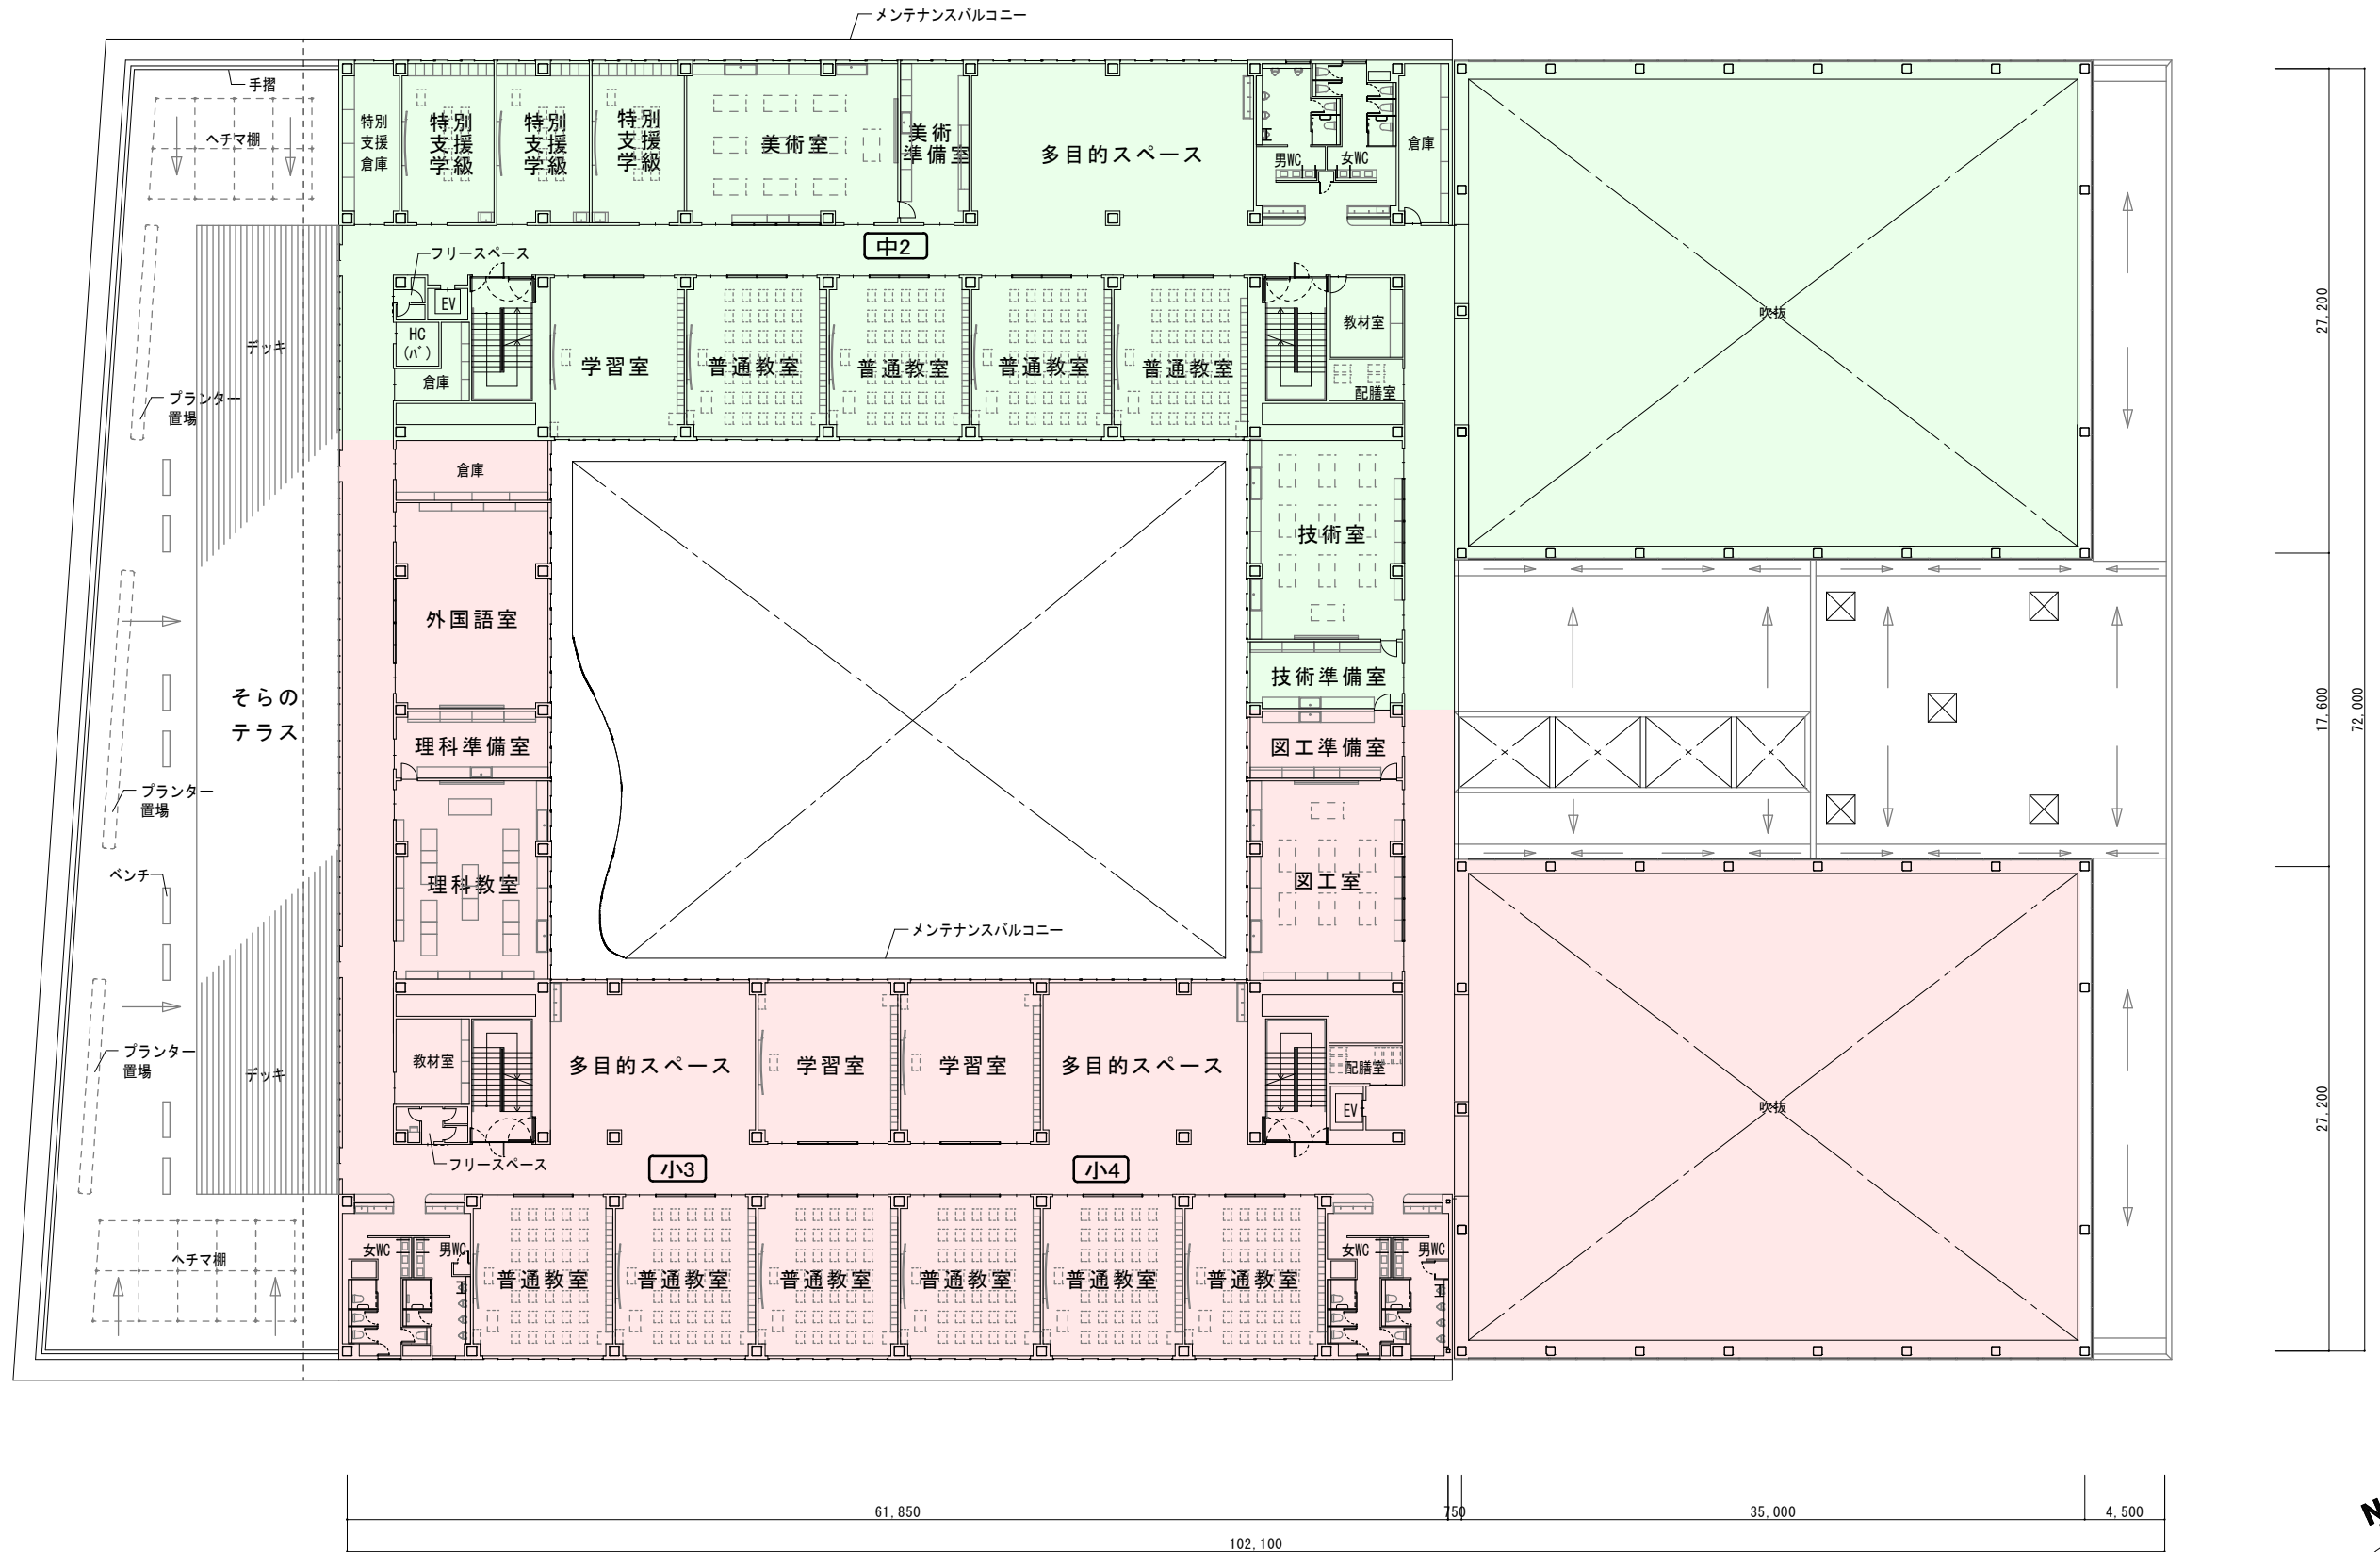 メンテナンスバルコニー
手摺
ヘチマ棚
特別
支援
倉庫
特別
支援
学級
特別
支援
学級
特別
支援
学級
美術室
美術
準備室
多目的スペース
男WC
女WC
倉庫
中2
フリースペース
EV
HC
(パ)
倉庫
学習室
普通教室
普通教室
普通教室
普通教室
教材室
配膳室
吹抜
デッキ
プランター
置場
倉庫
外国語室
技術室
技術準備室
そらの
テラス
理科準備室
図工準備室
プランター
置場
ベンチ
理科教室
図工室
メンテナンスバルコニー
プランター
置場
デッキ
教材室
多目的スペース
学習室
学習室
多目的スペース
配膳室
EV
吹抜
フリースペース
小3
小4
ヘチマ棚
女WC
男WC
普通教室
普通教室
普通教室
普通教室
普通教室
普通教室
女WC
男WC
27,200
17,600
72,000
27,200
61,850
750
35,000
4,500
102,100